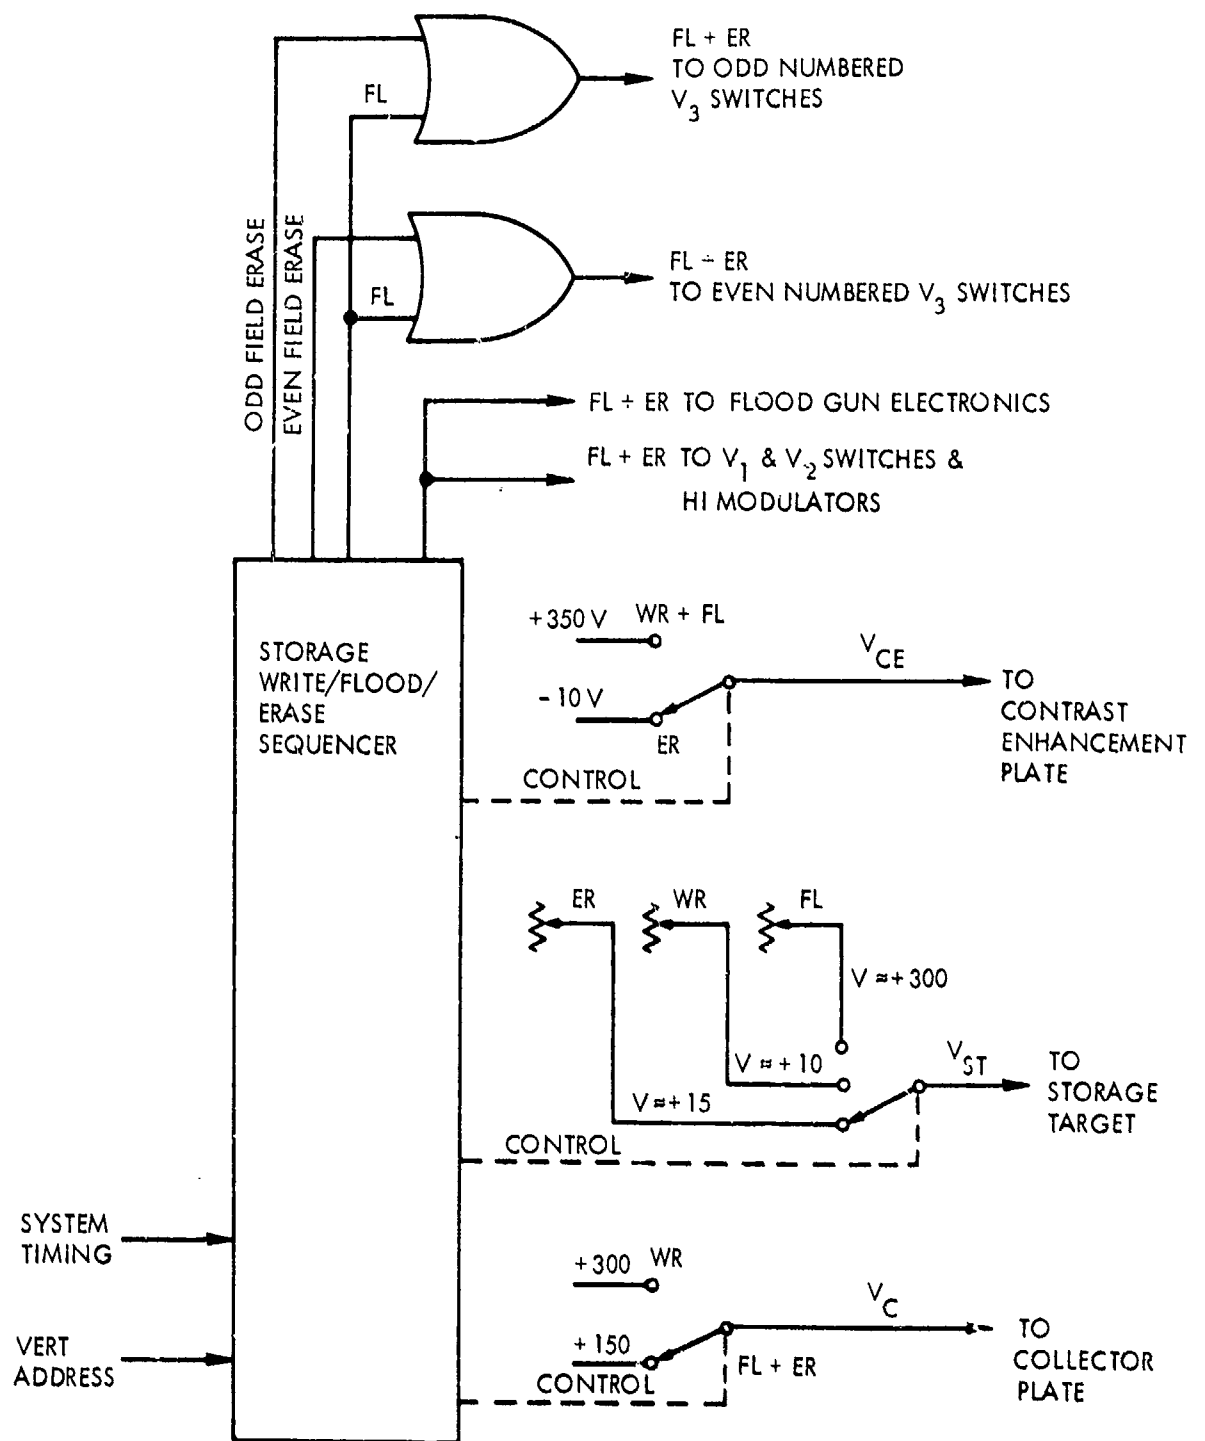 FL + ER
TO ODD NUMBERED
V3 SWITCHES
FL
ODD FIELD ERASE
EVEN FIELD ERASE
FL ÷ ER
TO EVEN NUMBERED V3 SWITCHES
FL
FL ÷ ER TO FLOOD GUN ELECTRONICS
FL + ER TO V1 & V2 SWITCHES &
HI MODULATORS
STORAGE
WRITE/FLOOD/
ERASE
SEQUENCER
+350 V WR + FL
VCE
- 10 V
ER
TO
CONTRAST
ENHANCEMENT
PLATE
CONTROL
ER
WR
FL
V ≈+ 300
V ≈ + 10
V ≈+ 15
VST
TO
STORAGE
TARGET
CONTROL
SYSTEM
TIMING
+ 300 WR
VC
VERT
ADDRESS
+ 150
FL + ER
CONTROL
TO
COLLECTOR
PLATE